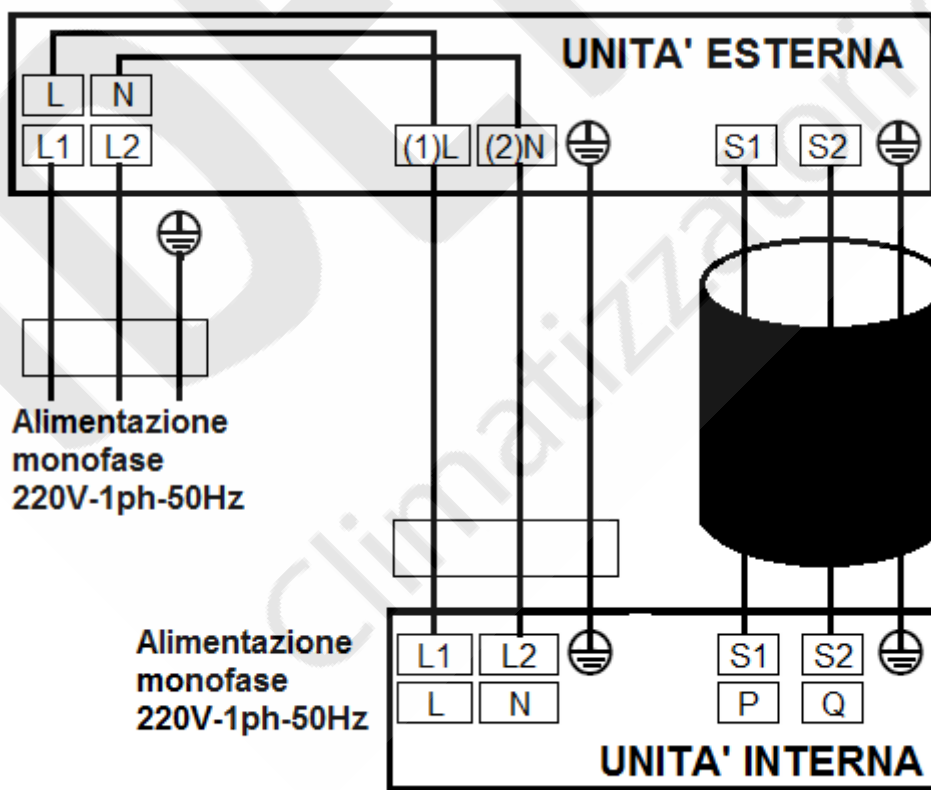 UNITA' ESTERNA
L N
L1 L2 (1)L (2)N S1 S2
Alimentazione
monofase
220V-1ph-50Hz
Alimentazione
monofase
220V-1ph-50Hz
L1 L2 S1 S2
L N P Q
UNITA' INTERNA
Climatizzatori